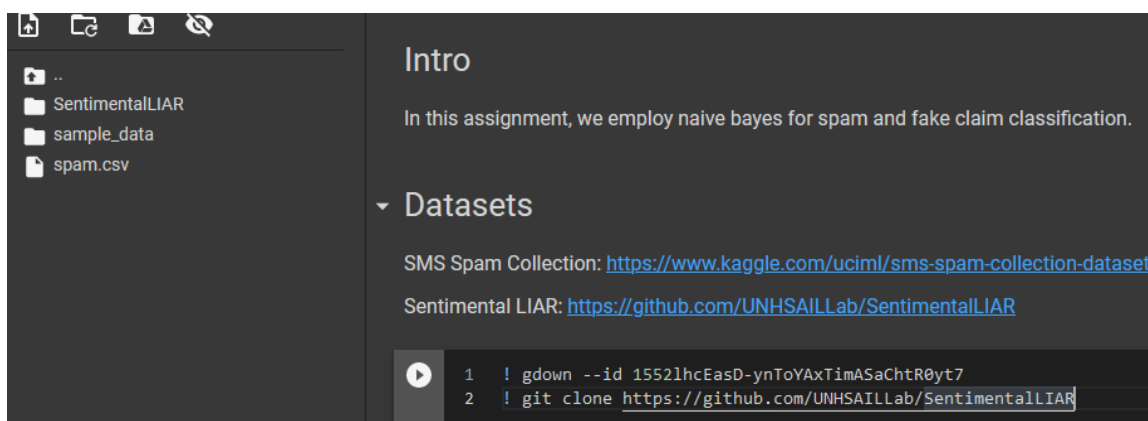 ..
SentimentalLIAR
sample_data
spam.csv
Intro
In this assignment, we employ naive bayes for spam and fake claim classification.
Datasets
SMS Spam Collection: https://www.kaggle.com/uciml/sms-spam-collection-dataset
Sentimental LIAR: https://github.com/UNHSAILLab/SentimentalLIAR
1 ! gdown --id 1552lhcEasD-ynToYAxTimASaChtR0yt7
2 ! git clone https://github.com/UNHSAILLab/SentimentalLIAR